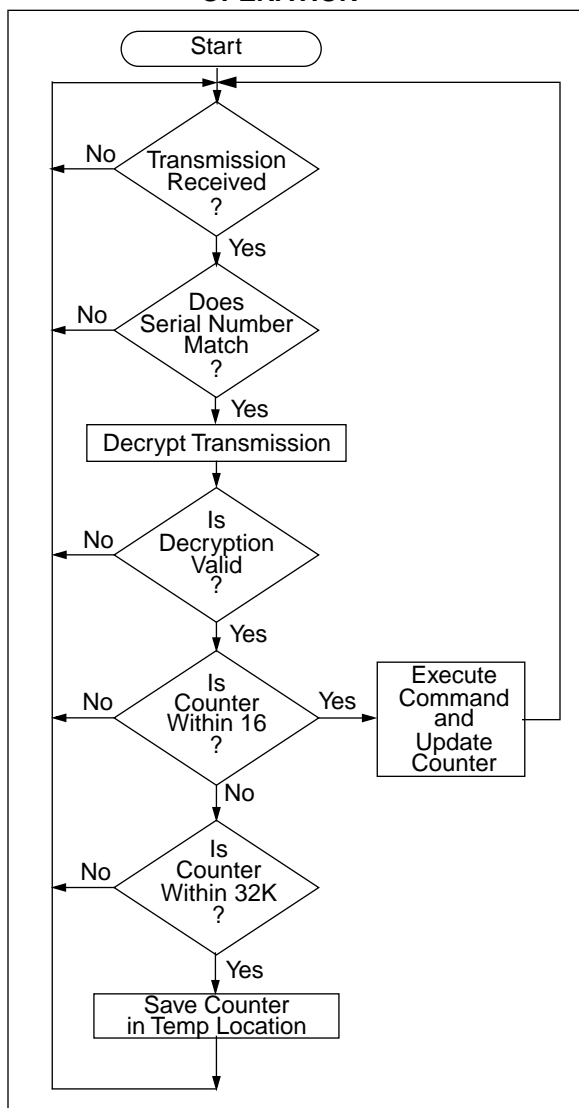 OPERATION
Start
No
Transmission
Received
?
Yes
No
Does
Serial Number
Match
?
Yes
Decrypt Transmission
No
Is
Decryption
Valid
?
Yes
No
Is
Counter
Within 16
?
Yes
Execute
Command
and
Update
Counter
No
No
Is
Counter
Within 32K
?
Yes
Save Counter
in Temp Location